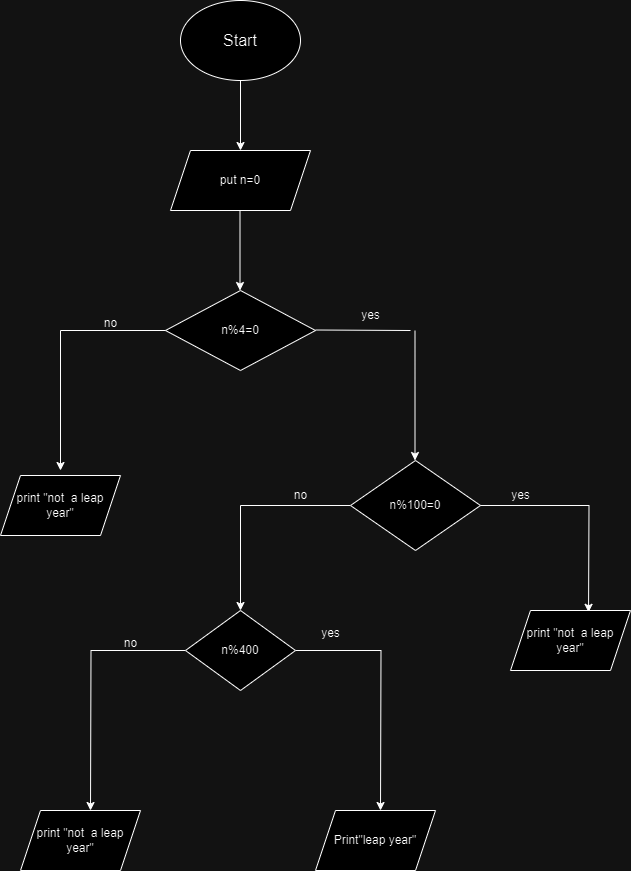 Start
put n=0
n%4=0
no
yes
print "not  a leap
year"
n%100=0
no
yes
print "not  a leap
year"
n%400
no
yes
print "not  a leap
year"
Print"leap year"